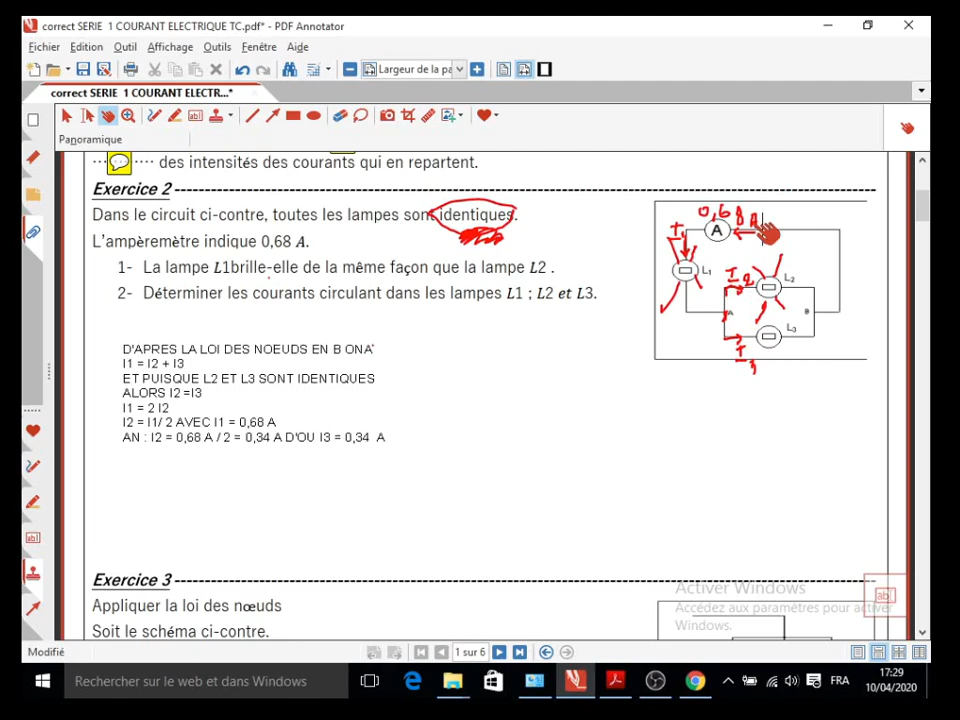 correct SERIE 1 COURANT ELECTRIQUE TC.pdf* - PDF Annotator
Fichier Edition Outil Affichage Outils Fenêtre Aide
Largeur de la pa
correct SERIE 1 COURANT ELECTR...*
Panoramique
... .... des intensités des courants qui en repartent.
Exercice 2
Dans le circuit ci-contre, toutes les lampes sont identiques.
L'ampèremètre indique 0,68 A.
1- La lampe L1brille-elle de la même façon que la lampe L2 .
2- Déterminer les courants circulant dans les lampes L1 ; L2 et L3.
0,68 A
A
I1
L1
I2
L2
A
B
L3
I3
D'APRES LA LOI DES NOEUDS EN B ONA
I1 = I2 + I3
ET PUISQUE L2 ET L3 SONT IDENTIQUES
ALORS I2 =I3
I1 = 2 I2
I2 = I1/ 2 AVEC I1 = 0,68 A
AN : I2 = 0,68 A / 2 = 0,34 A D'OU I3 = 0,34 A
Exercice 3
Appliquer la loi des nœuds
Soit le schéma ci-contre.
Activer Windows
Accédez aux paramètres pour activer
Windows.
ab
Modifié
1 sur 6
Rechercher sur le web et dans Windows
FRA
17:29
10/04/2020